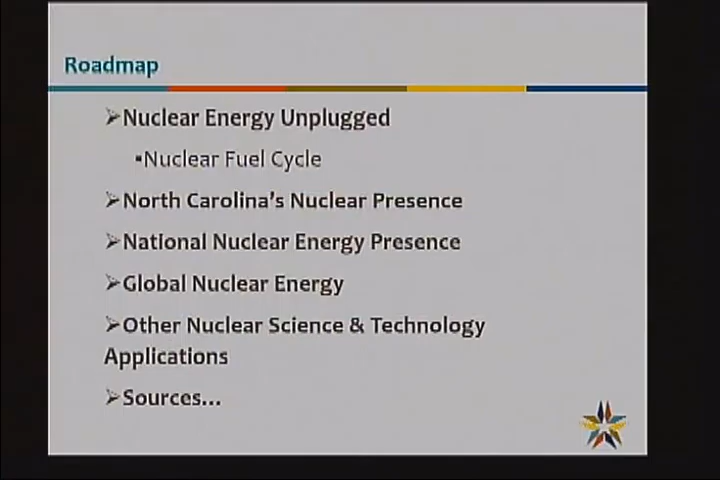 Roadmap
➢Nuclear Energy Unplugged
▪Nuclear Fuel Cycle
➢North Carolina's Nuclear Presence
➢National Nuclear Energy Presence
➢Global Nuclear Energy
➢Other Nuclear Science & Technology
Applications
➢Sources...